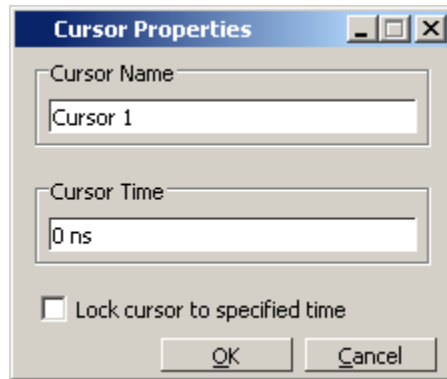 Cursor Properties
Cursor Name
Cursor 1
Cursor Time
0 ns
Lock cursor to specified time
OK Cancel